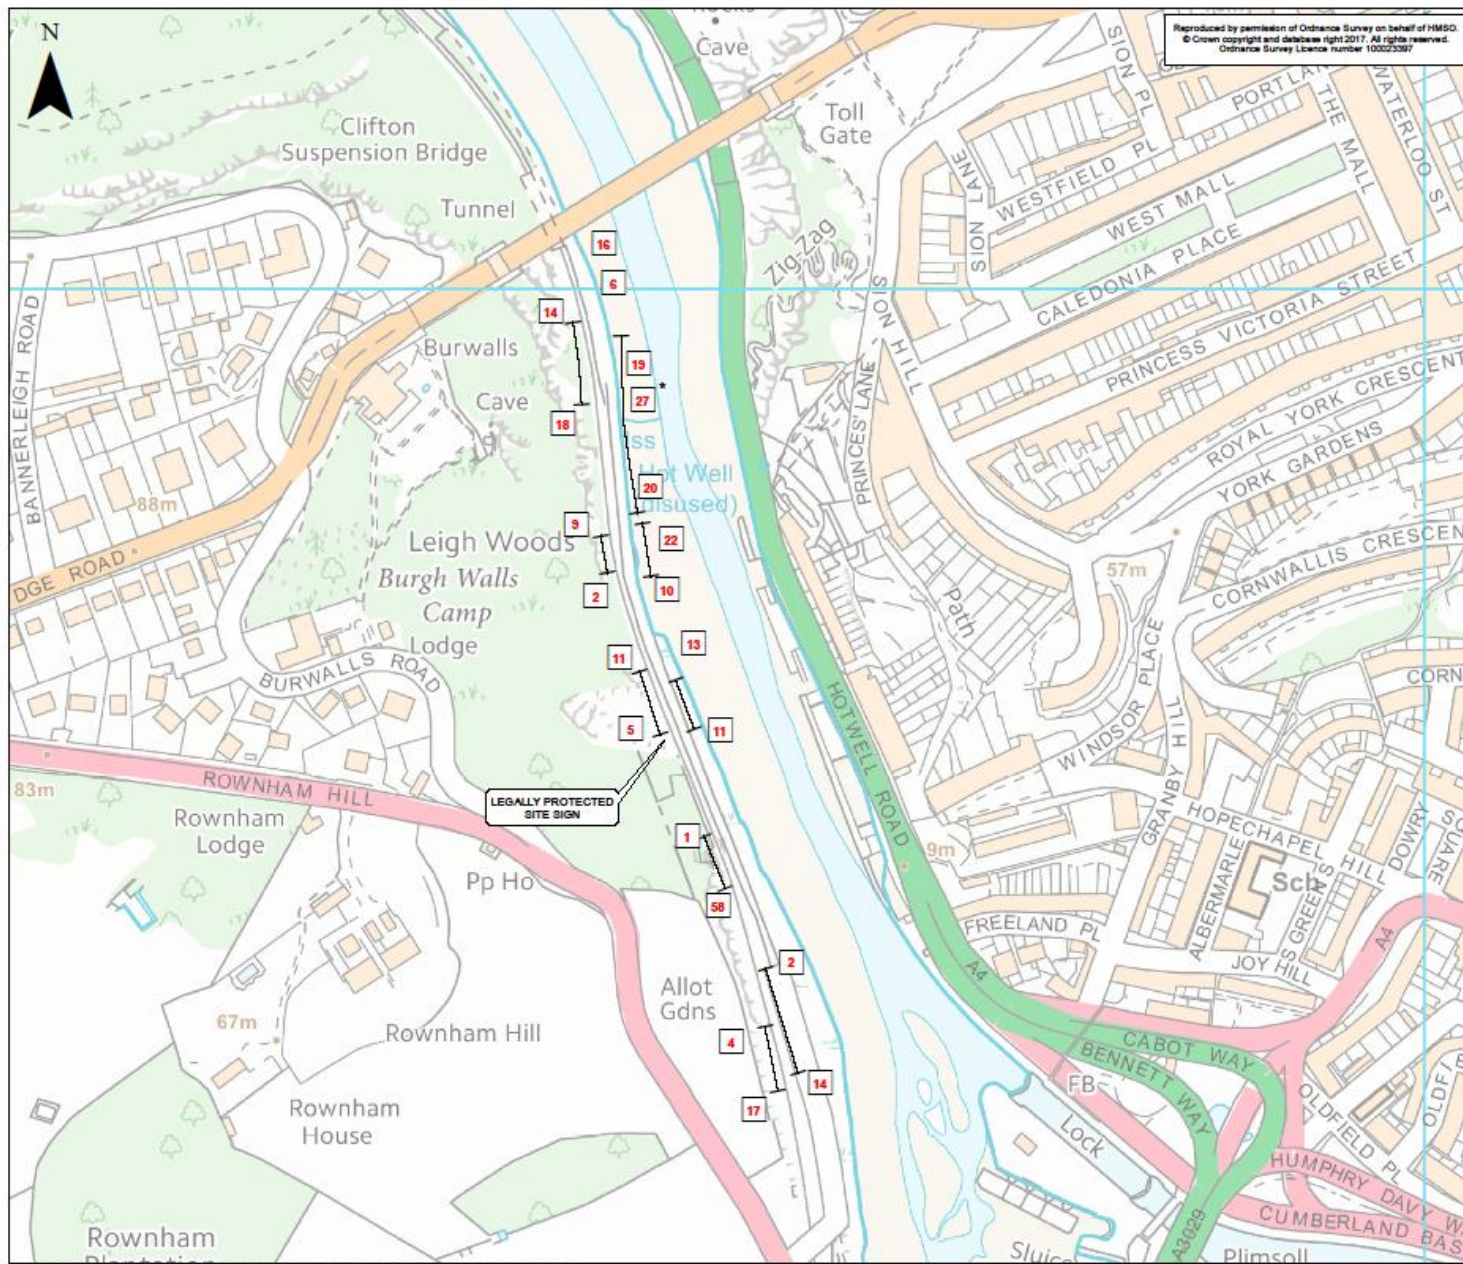 N
Reproduced by permission of Ordnance Survey on behalf of HMSO.
© Crown copyright and database right 2017. All rights reserved.
Ordnance Survey Licence number 100023397
Cave
Toll
Gate
Clifton
Suspension Bridge
Tunnel
SION PL
PORTLAN
THE MALL
WATERLOO ST
SION LANE
WESTFIELD PL
WEST MALL
CALEDONIA PLACE
PRINCESS VICTORIA STREET
ROYAL YORK CRESCENT
YORK GARDENS
CORNWALLIS CRESCEN
Zig-Zag
SION HILL
PRINCES' LANE
16
6
14
19
27
*
18
Burwalls
Cave
BANNERLEIGH ROAD
88m
DGE ROAD
SS
Hot Well
disused)
20
9
22
2
10
Leigh Woods
Burgh Walls
Camp
Lodge
BURWALLS ROAD
57m
Path
13
11
5
11
CORN
HOTWELL ROAD
WINDSOR PLACE
GRANBY HILL
ROWNHAM HILL
83m
Rownham
Lodge
LEGALLY PROTECTED
SITE SIGN
1
58
Pp Ho
9m
HOPECHAPEL HILL
DOWRY
SQUARE
ALBERMARLE
Sch
S GREEN S
FREELAND PL
JOY HILL
A4
A4
2
Allot
Gdns
4
14
17
67m
Rownham Hill
Rownham
House
CABOT WAY
BENNETT WAY
FB
Lock
OLDFIELD PL
HUMPHRY DAVY W
CUMBERLAND BAS
A3029
Rownham
Sluice
Plimsoll